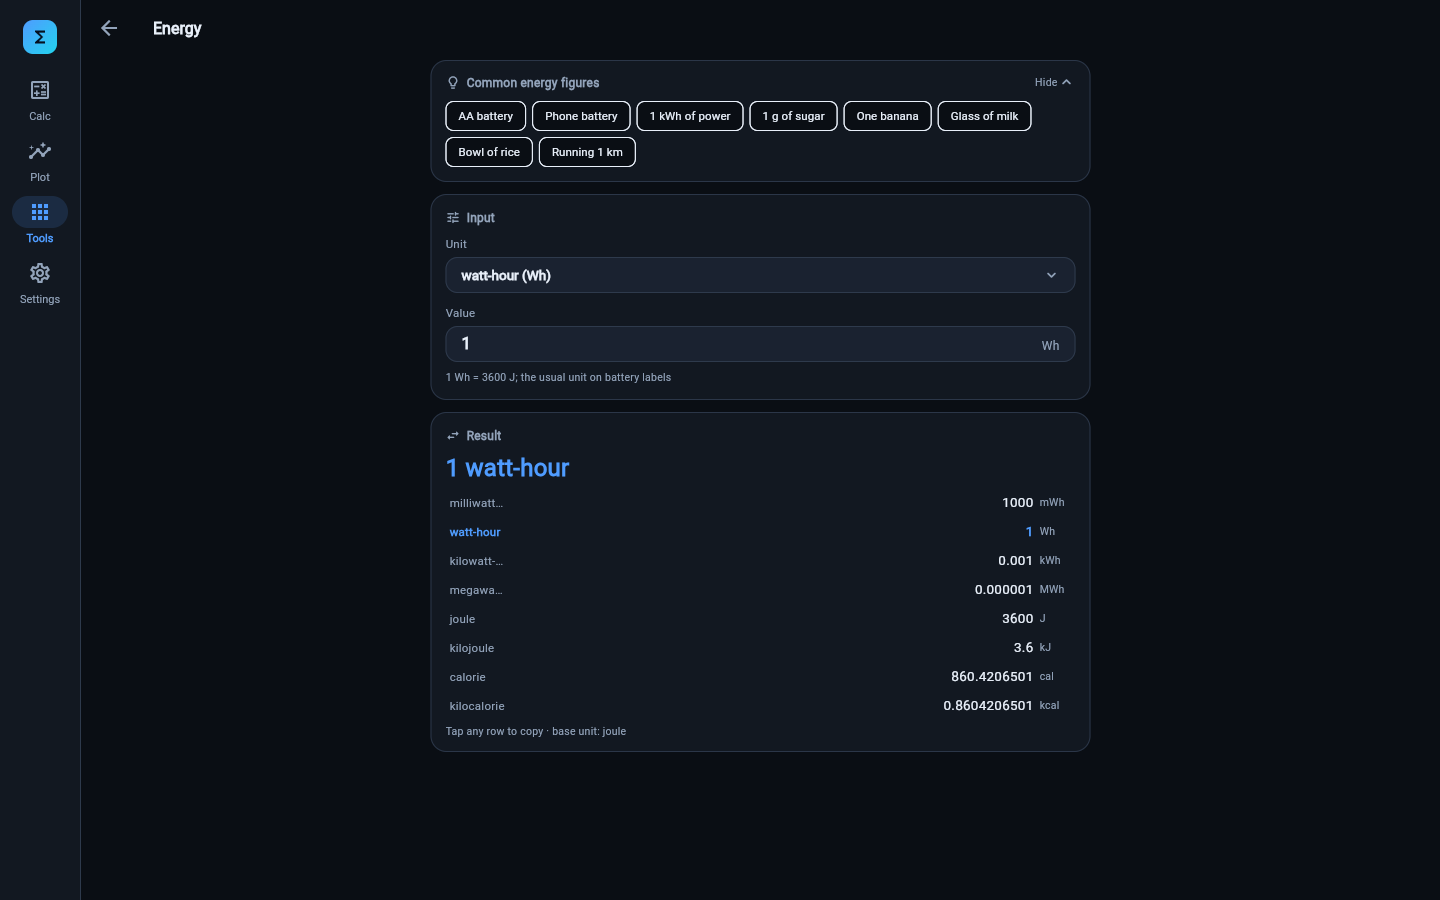 Σ
Calc
Plot
Tools
Settings
Energy
Common energy figures
Hide
AA battery
Phone battery
1 kWh of power
1 g of sugar
One banana
Glass of milk
Bowl of rice
Running 1 km
Input
Unit
watt-hour (Wh)
Value
1 Wh
1 Wh = 3600 J; the usual unit on battery labels
Result
1 watt-hour
milliwatt... 1000 mWh
watt-hour 1 Wh
kilowatt-... 0.001 kWh
megawa... 0.000001 MWh
joule 3600 J
kilojoule 3.6 kJ
calorie 860.4206501 cal
kilocalorie 0.8604206501 kcal
Tap any row to copy · base unit: joule